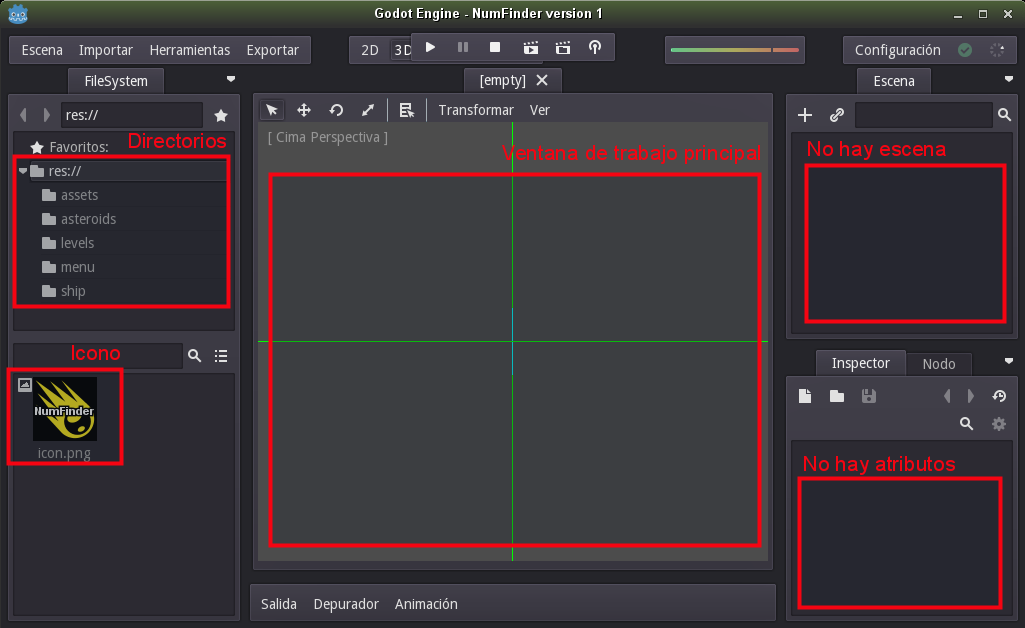 Godot Engine - NumFinder version 1
Escena Importar Herramientas Exportar
2D 3D
Configuración
FileSystem
[empty]
Escena
res://
Transformar Ver
Favoritos:
Directorios
[ Cima Perspectiva ]
Ventana de trabajo principal
No hay escena
res://
assets
asteroids
levels
menu
ship
Icono
NumFinder
icon.png
Inspector Nodo
No hay atributos
Salida Depurador Animación